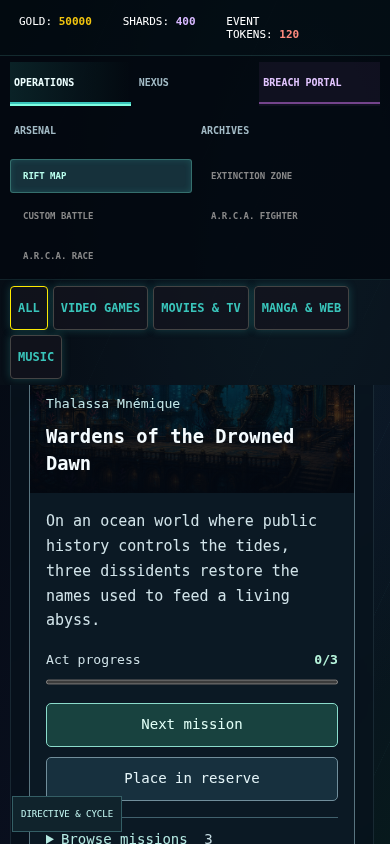 GOLD: 50000 SHARDS: 400 EVENT
TOKENS: 120
OPERATIONS NEXUS BREACH PORTAL
ARSENAL ARCHIVES
RIFT MAP EXTINCTION ZONE
CUSTOM BATTLE A.R.C.A. FIGHTER
A.R.C.A. RACE
ALL VIDEO GAMES MOVIES & TV MANGA & WEB
MUSIC
Thalassa Mnémique
Wardens of the Drowned
Dawn
On an ocean world where public
history controls the tides,
three dissidents restore the
names used to feed a living
abyss.
Act progress 0/3
Next mission
Place in reserve
DIRECTIVE & CYCLE
▶ Browse missions 3